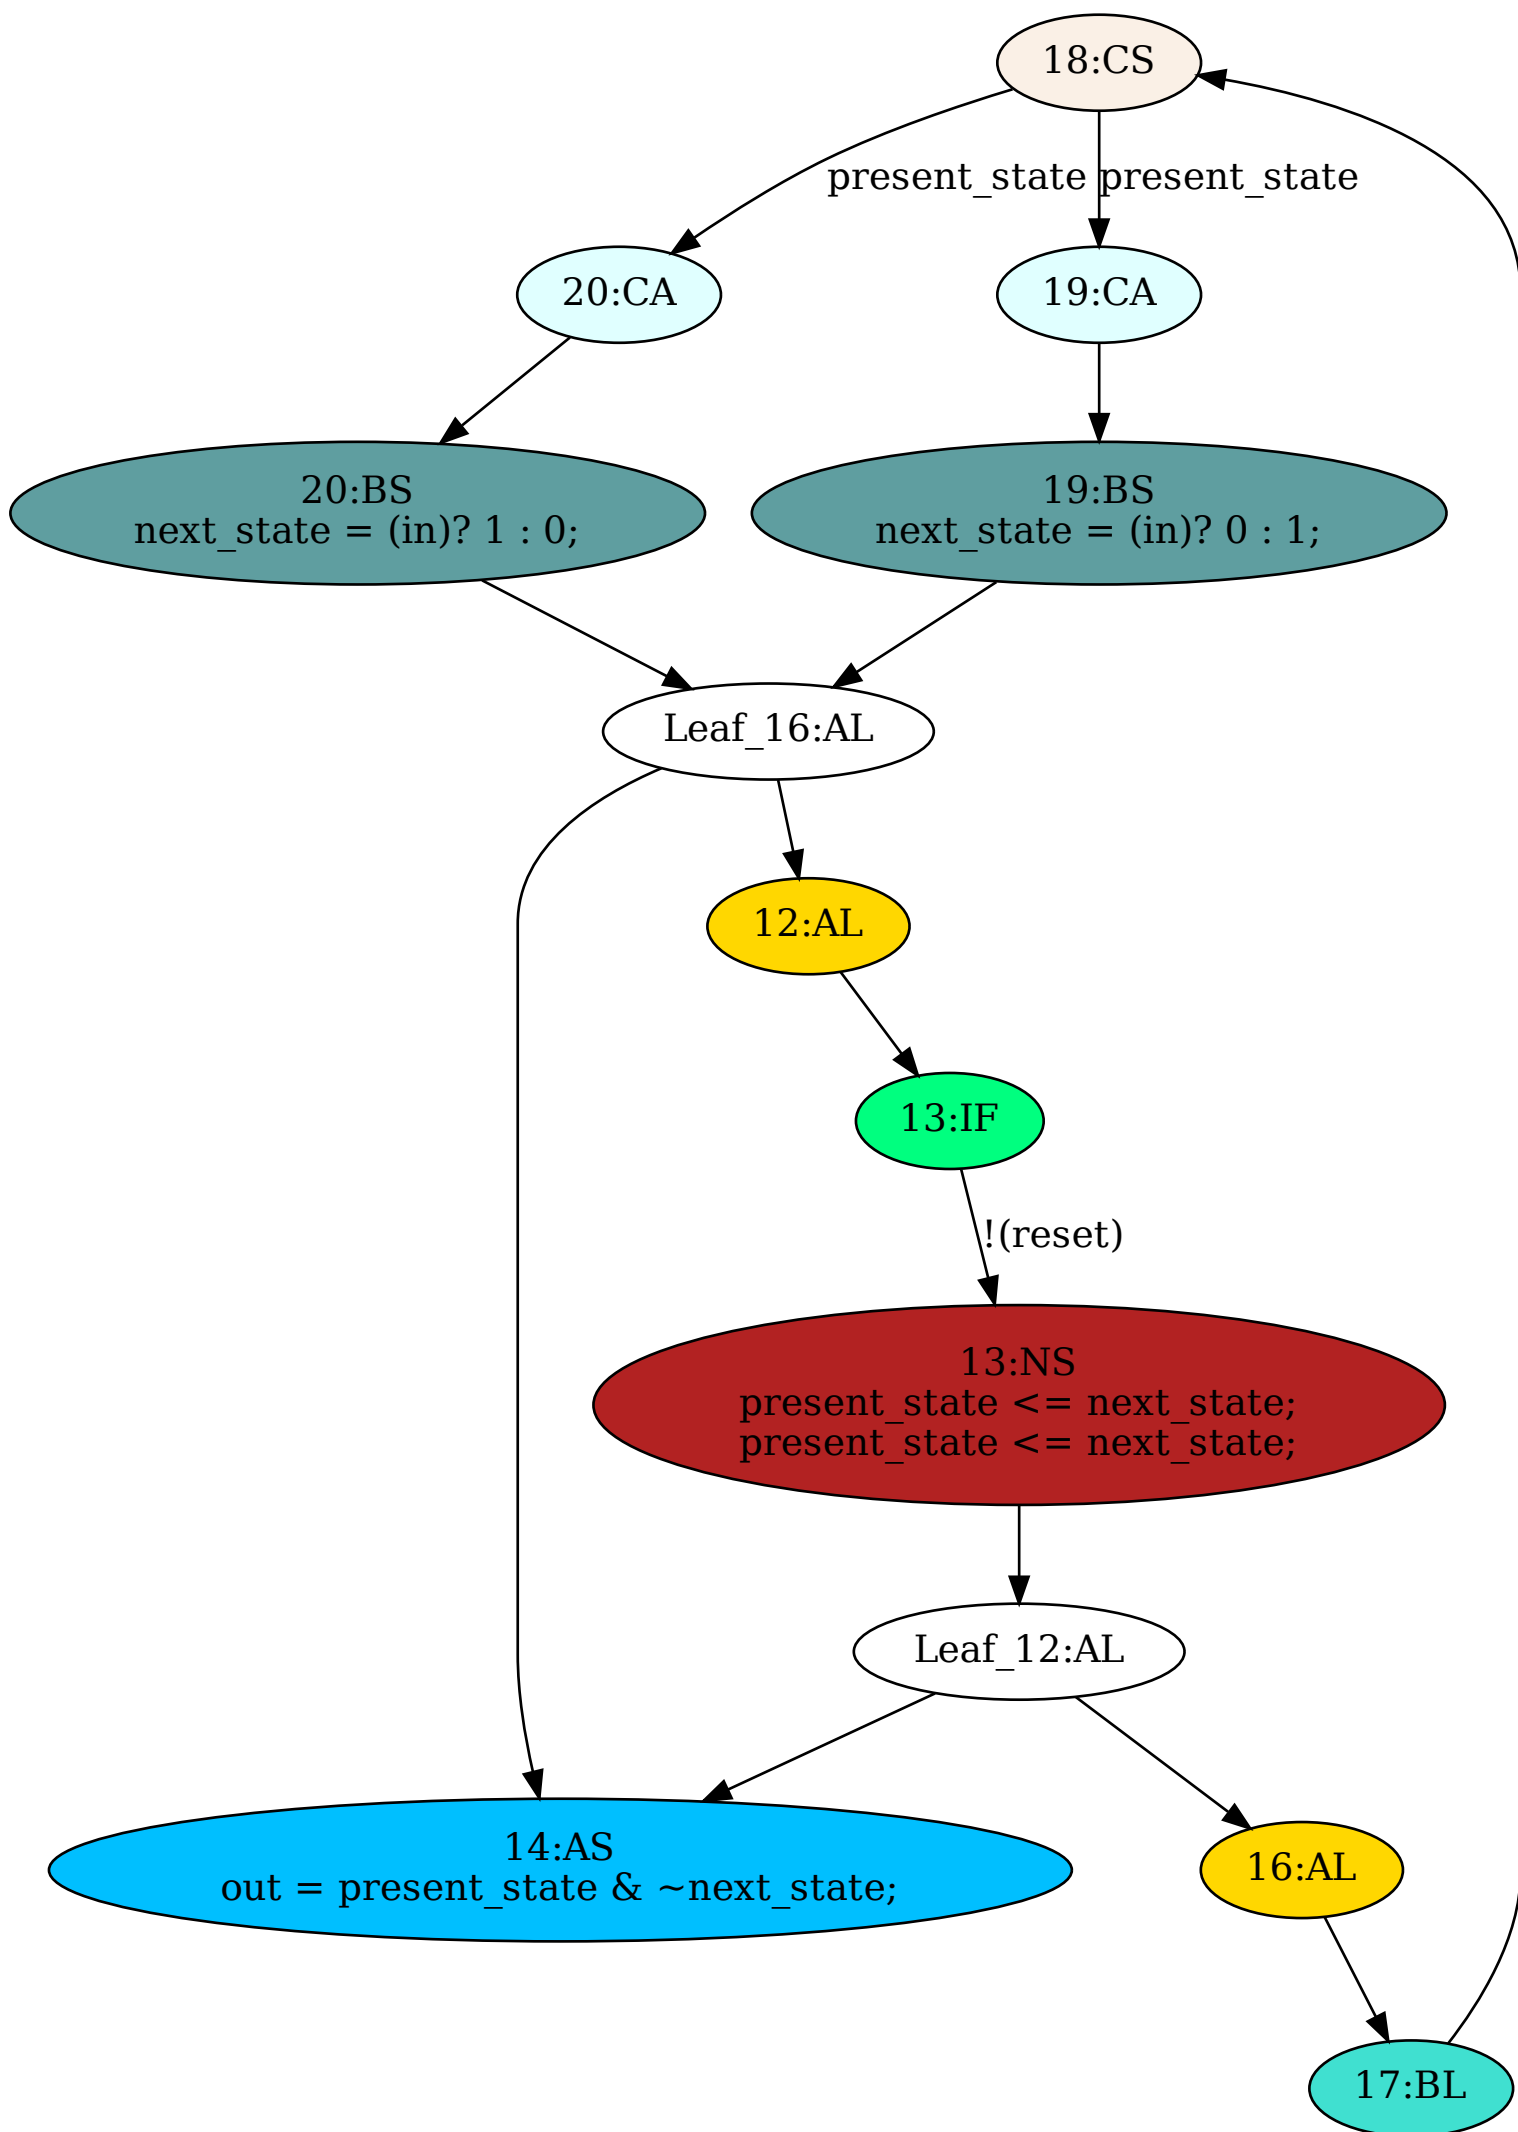 18:CS
present_state
present_state
20:CA
19:CA
20:BS
next_state = (in)? 1 : 0;
19:BS
next_state = (in)? 0 : 1;
Leaf_16:AL
12:AL
13:IF
!(reset)
13:NS
present_state <= next_state;
present_state <= next_state;
Leaf_12:AL
14:AS
out = present_state & ~next_state;
16:AL
17:BL